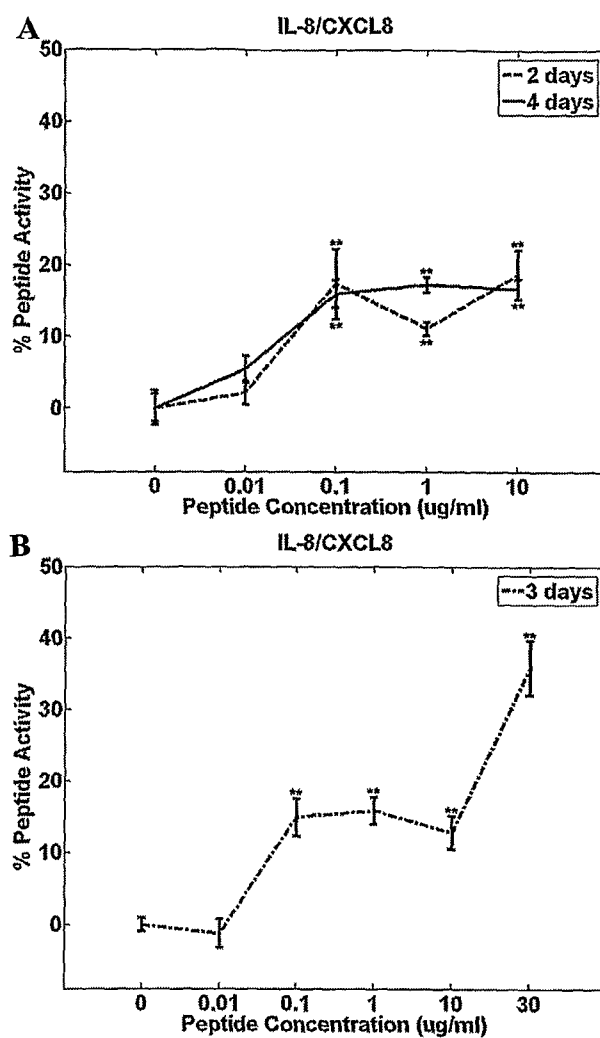 A
IL-8/CXCL8
50
40
30
20
10
0
% Peptide Activity
2 days
4 days
**
**
**
**
**
**
0 0.01 0.1 1 10
Peptide Concentration (ug/ml)
B
IL-8/CXCL8
50
40
30
20
10
0
% Peptide Activity
3 days
**
**
**
**
0 0.01 0.1 1 10 30
Peptide Concentration (ug/ml)